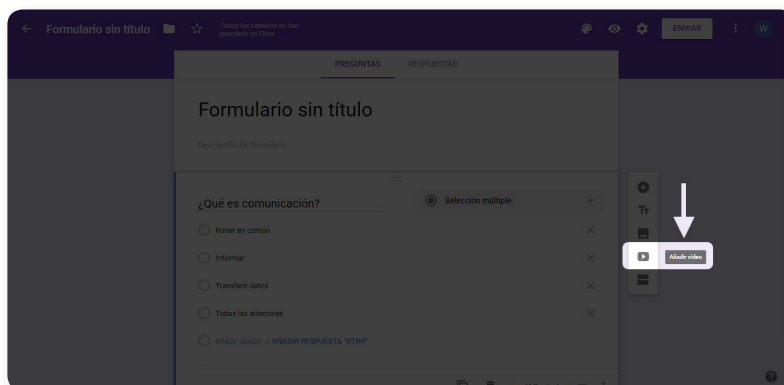 Formulario sin título
Todos los cambios se han
guardado en Drive
ENVIAR
W
PREGUNTAS RESPUESTAS
Formulario sin título
Descripción del formulario
¿Qué es comunicación?
Selección múltiple
Poner en común
Informar
Transferir datos
Todas las anteriores
Añadir opción o AÑADIR RESPUESTA "OTRO"
Tт
Añadir vídeo